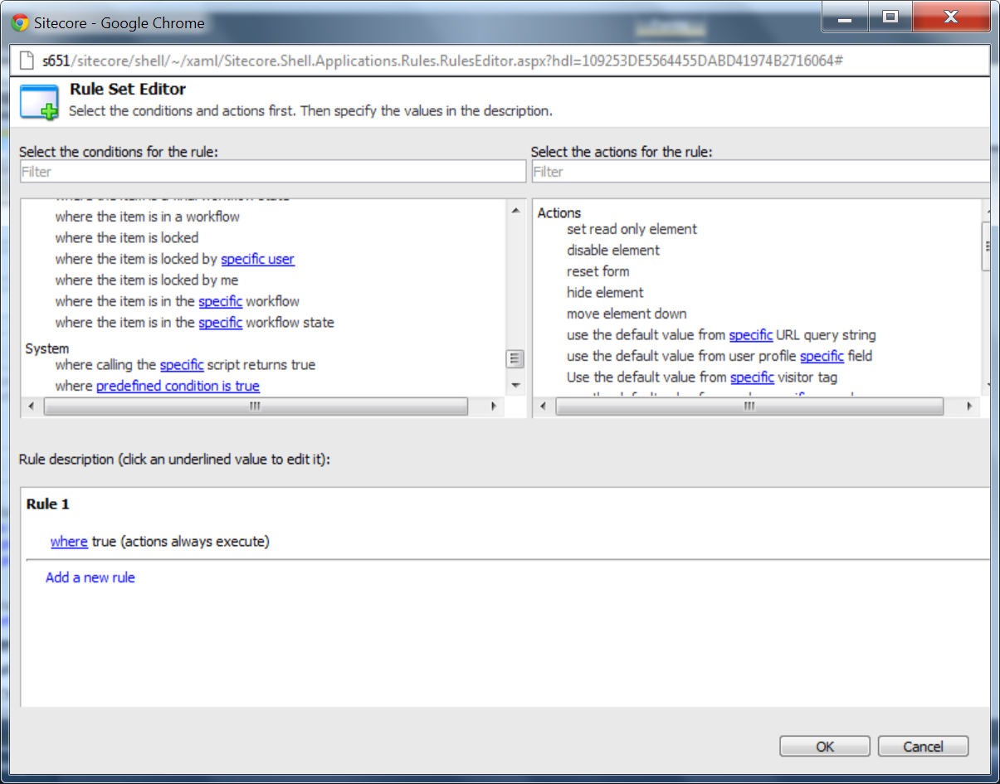 Sitecore - Google Chrome
s651/sitecore/shell/~/xaml/Sitecore.Shell.Applications.Rules.RulesEditor.aspx?hdl=109253DE5564455DABD41974B2716064#
Rule Set Editor
Select the conditions and actions first. Then specify the values in the description.
Select the conditions for the rule:
Filter
where the item is a final workflow state
where the item is in a workflow
where the item is locked
where the item is locked by specific user
where the item is locked by me
where the item is in the specific workflow
where the item is in the specific workflow state
System
where calling the specific script returns true
where predefined condition is true
Select the actions for the rule:
Filter
Actions
set read only element
disable element
reset form
hide element
move element down
use the default value from specific URL query string
use the default value from user profile specific field
Use the default value from specific visitor tag
Rule description (click an underlined value to edit it):
Rule 1
where true (actions always execute)
Add a new rule
OK
Cancel